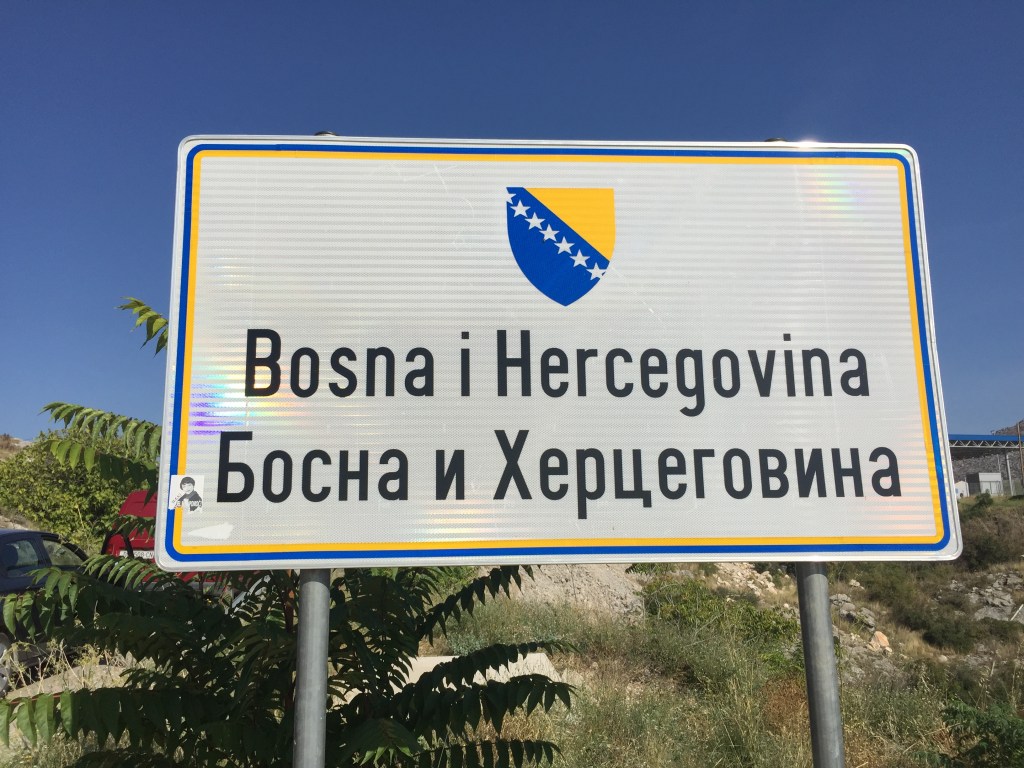 Bosna i Hercegovina
Босна и Херцеговина